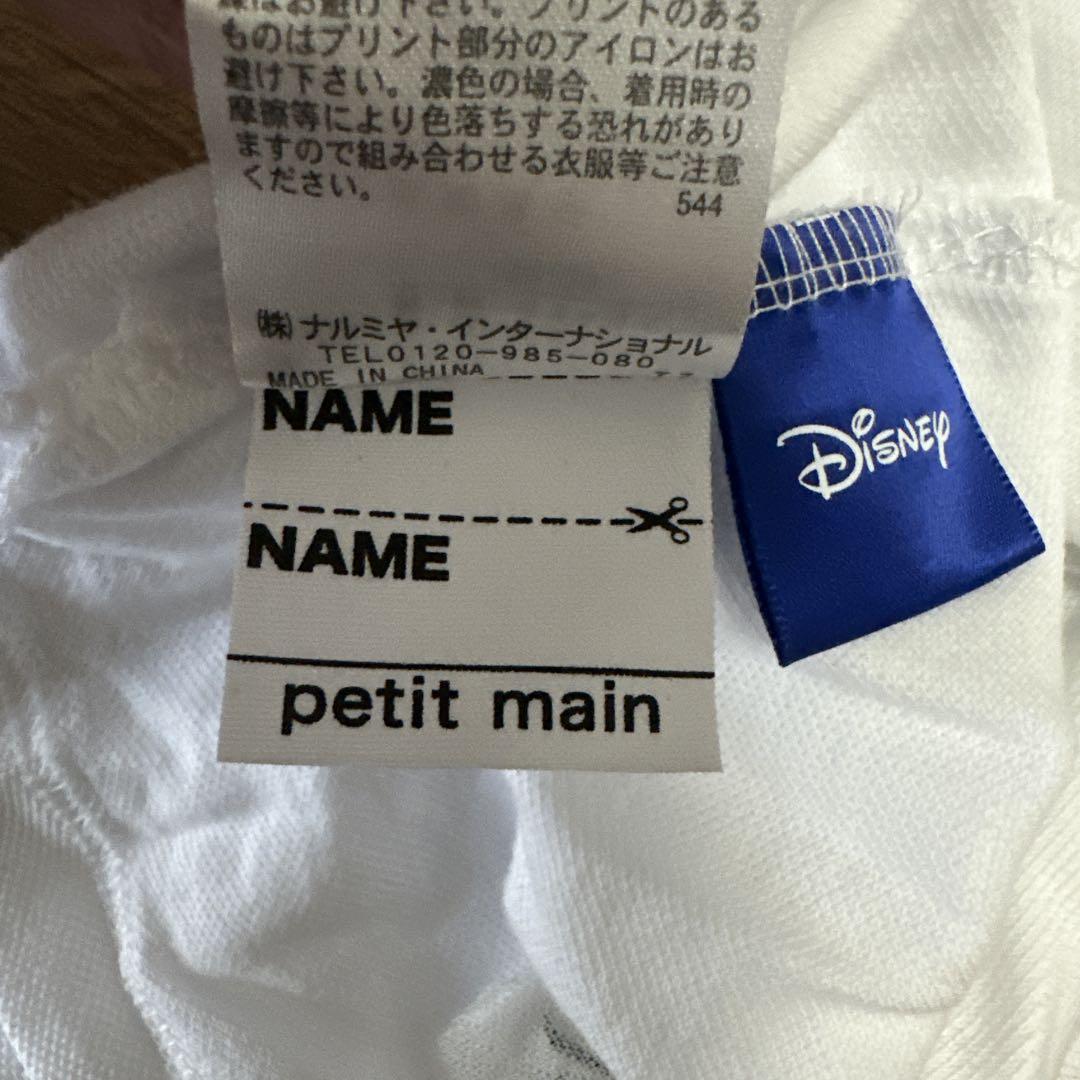 はお避け下さい。プリントのある
ものはプリント部分のアイロンはお
避け下さい。濃色の場合、着用時の
摩擦等により色落ちする恐れがあり
ますので組み合わせる衣服等ご注意
ください。
544
㈱ナルミヤ・インターナショナル
TEL0120-985-080
MADE IN CHINA
NAME
NAME
petit main
Disney